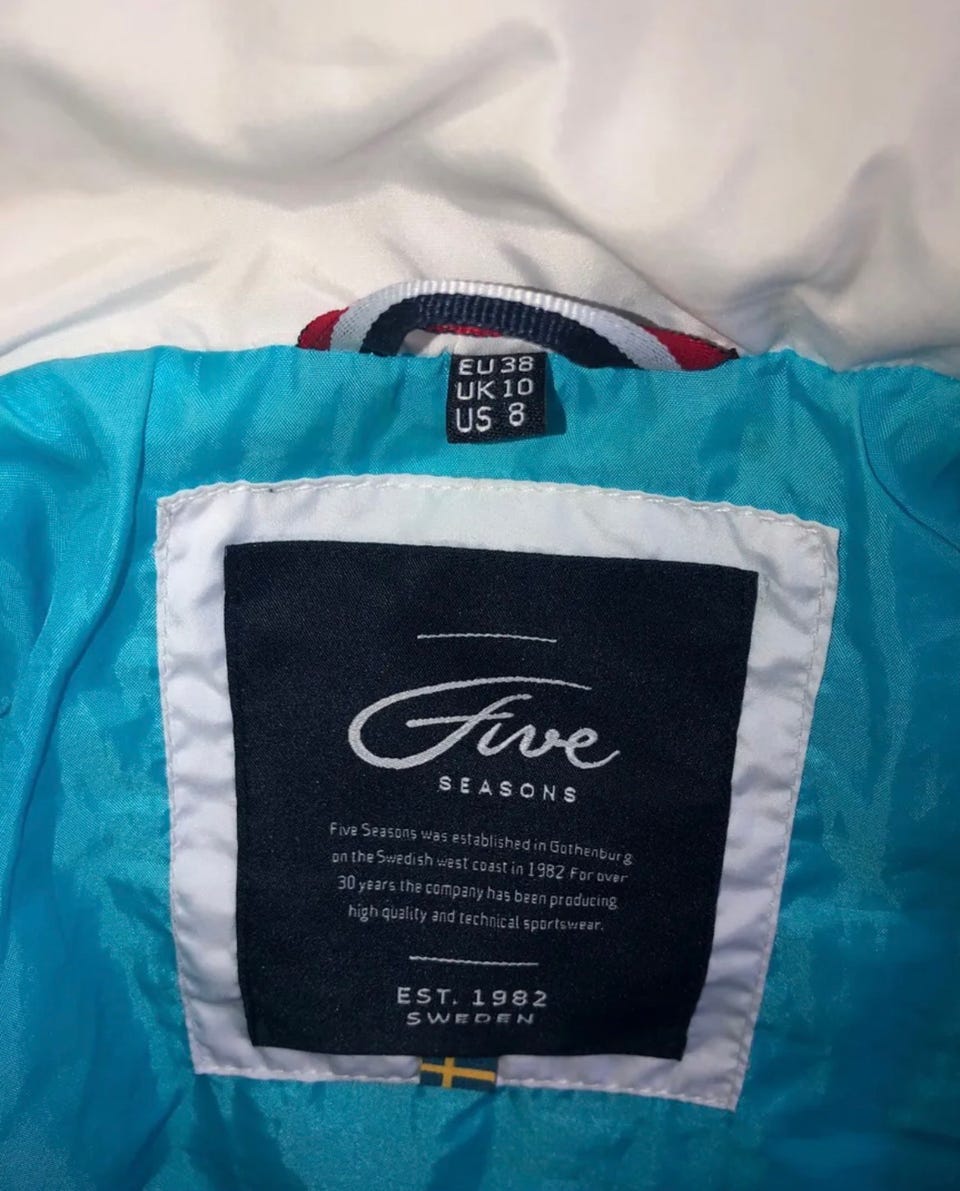 EU 38
UK 10
US 8
Five
SEASONS
Five Seasons was established in Gothenburg
on the Swedish west coast in 1982 For over
30 years the company has been producing
high quality and technical sportswear.
EST. 1982
SWEDEN